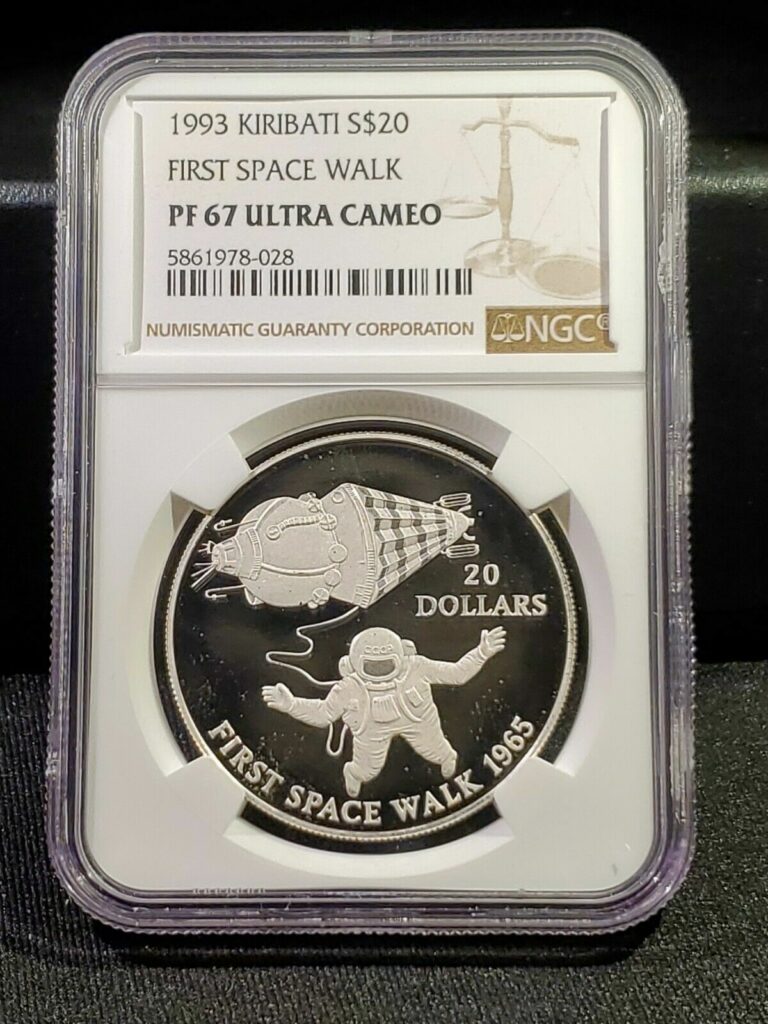 1993 KIRIBATI S$20
FIRST SPACE WALK
PF 67 ULTRA CAMEO
5861978-028
NUMISMATIC GUARANTY CORPORATION
NGC®
20
DOLLARS
CCCP
FIRST SPACE WALK 1965